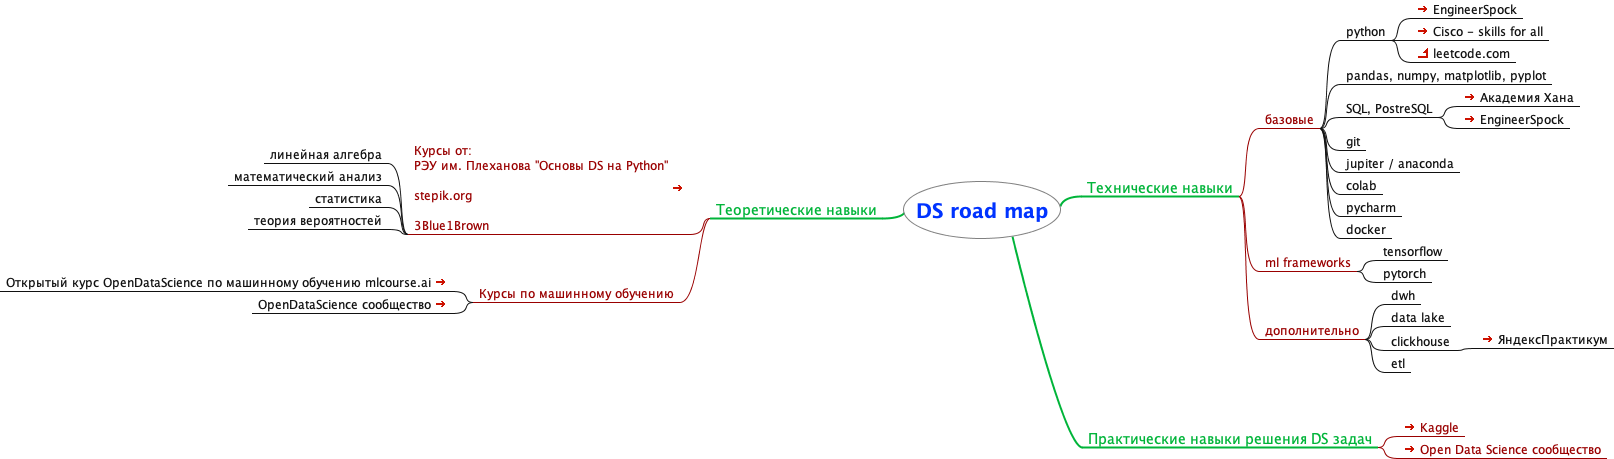 DS road map
Технические навыки
базовые
python
EngineerSpock
Cisco - skills for all
leetcode.com
pandas, numpy, matplotlib, pyplot
SQL, PostreSQL
Академия Хана
EngineerSpock
git
jupiter / anaconda
colab
pycharm
docker
ml frameworks
tensorflow
pytorch
дополнительно
dwh
data lake
clickhouse
ЯндексПрактикум
etl
Практические навыки решения DS задач
Kaggle
Open Data Science сообщество
Теоретические навыки
Курсы от:
РЭУ им. Плеханова "Основы DS на Python"
stepik.org
3Blue1Brown
линейная алгебра
математический анализ
статистика
теория вероятностей
Курсы по машинному обучению
Открытый курс OpenDataScience по машинному обучению mlcourse.ai
OpenDataScience сообщество